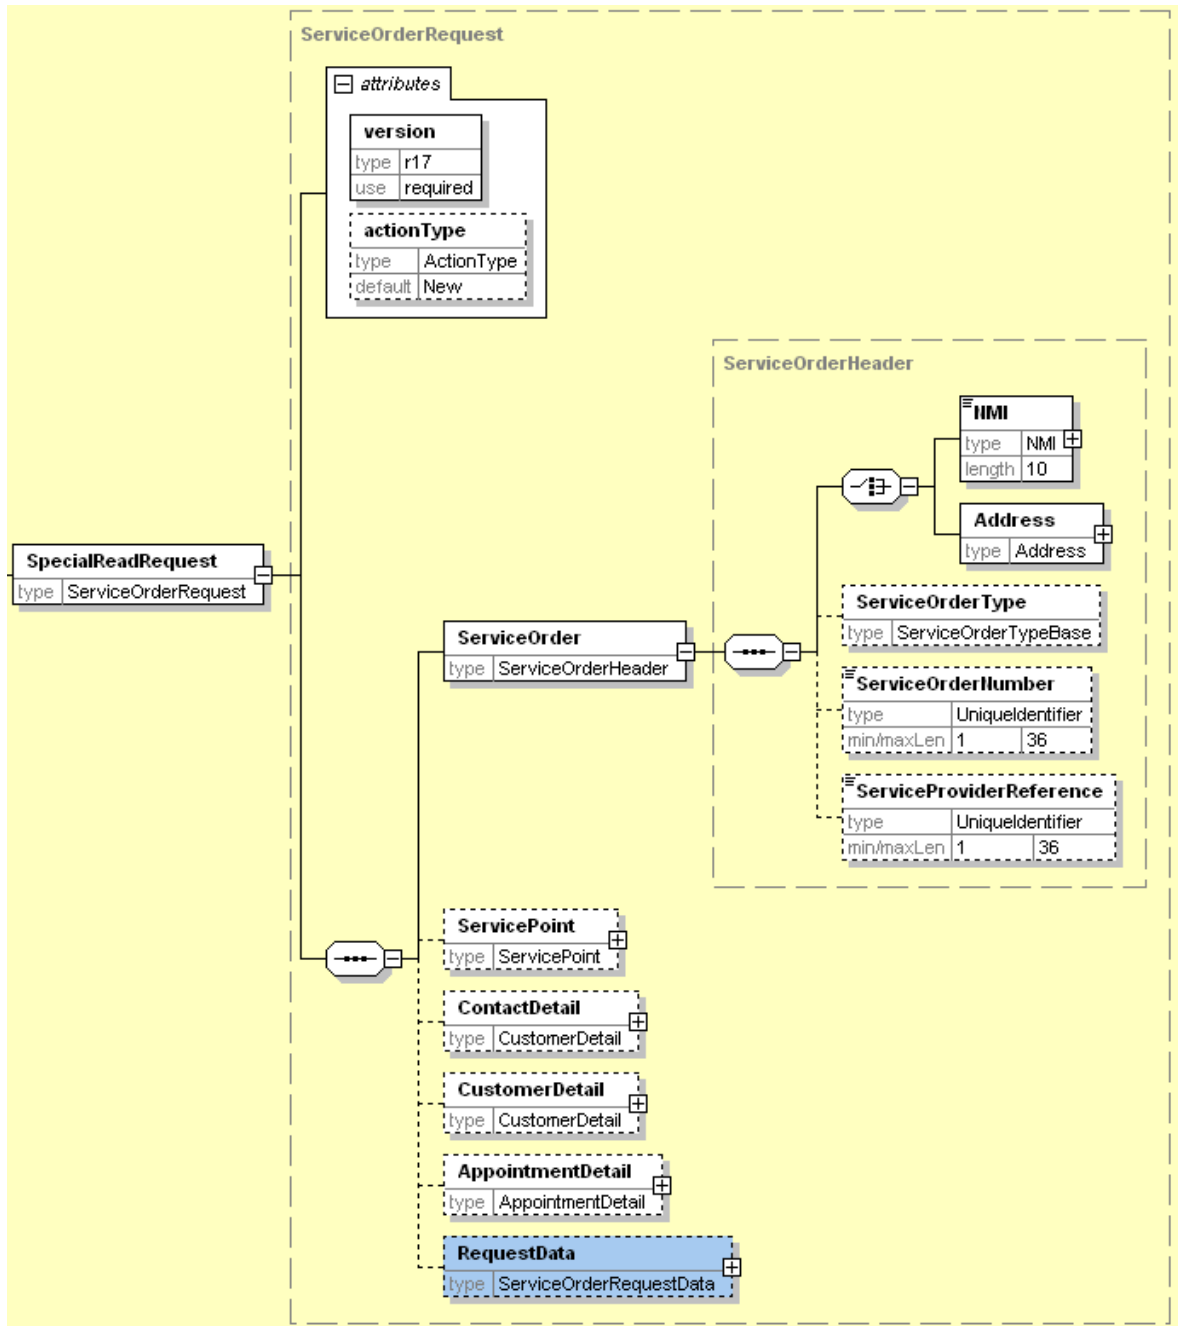 ServiceOrderRequest
attributes
version
type r17
use required
actionType
type ActionType
default New
ServiceOrderHeader
NMI
type NMI
length 10
Address
type Address
SpecialReadRequest
type ServiceOrderRequest
ServiceOrder
type ServiceOrderHeader
ServiceOrderType
type ServiceOrderTypeBase
ServiceOrderNumber
type UniqueIdentifier
min/maxLen 1 36
ServiceProviderReference
type UniqueIdentifier
min/maxLen 1 36
ServicePoint
type ServicePoint
ContactDetail
type CustomerDetail
CustomerDetail
type CustomerDetail
AppointmentDetail
type AppointmentDetail
RequestData
type ServiceOrderRequestData